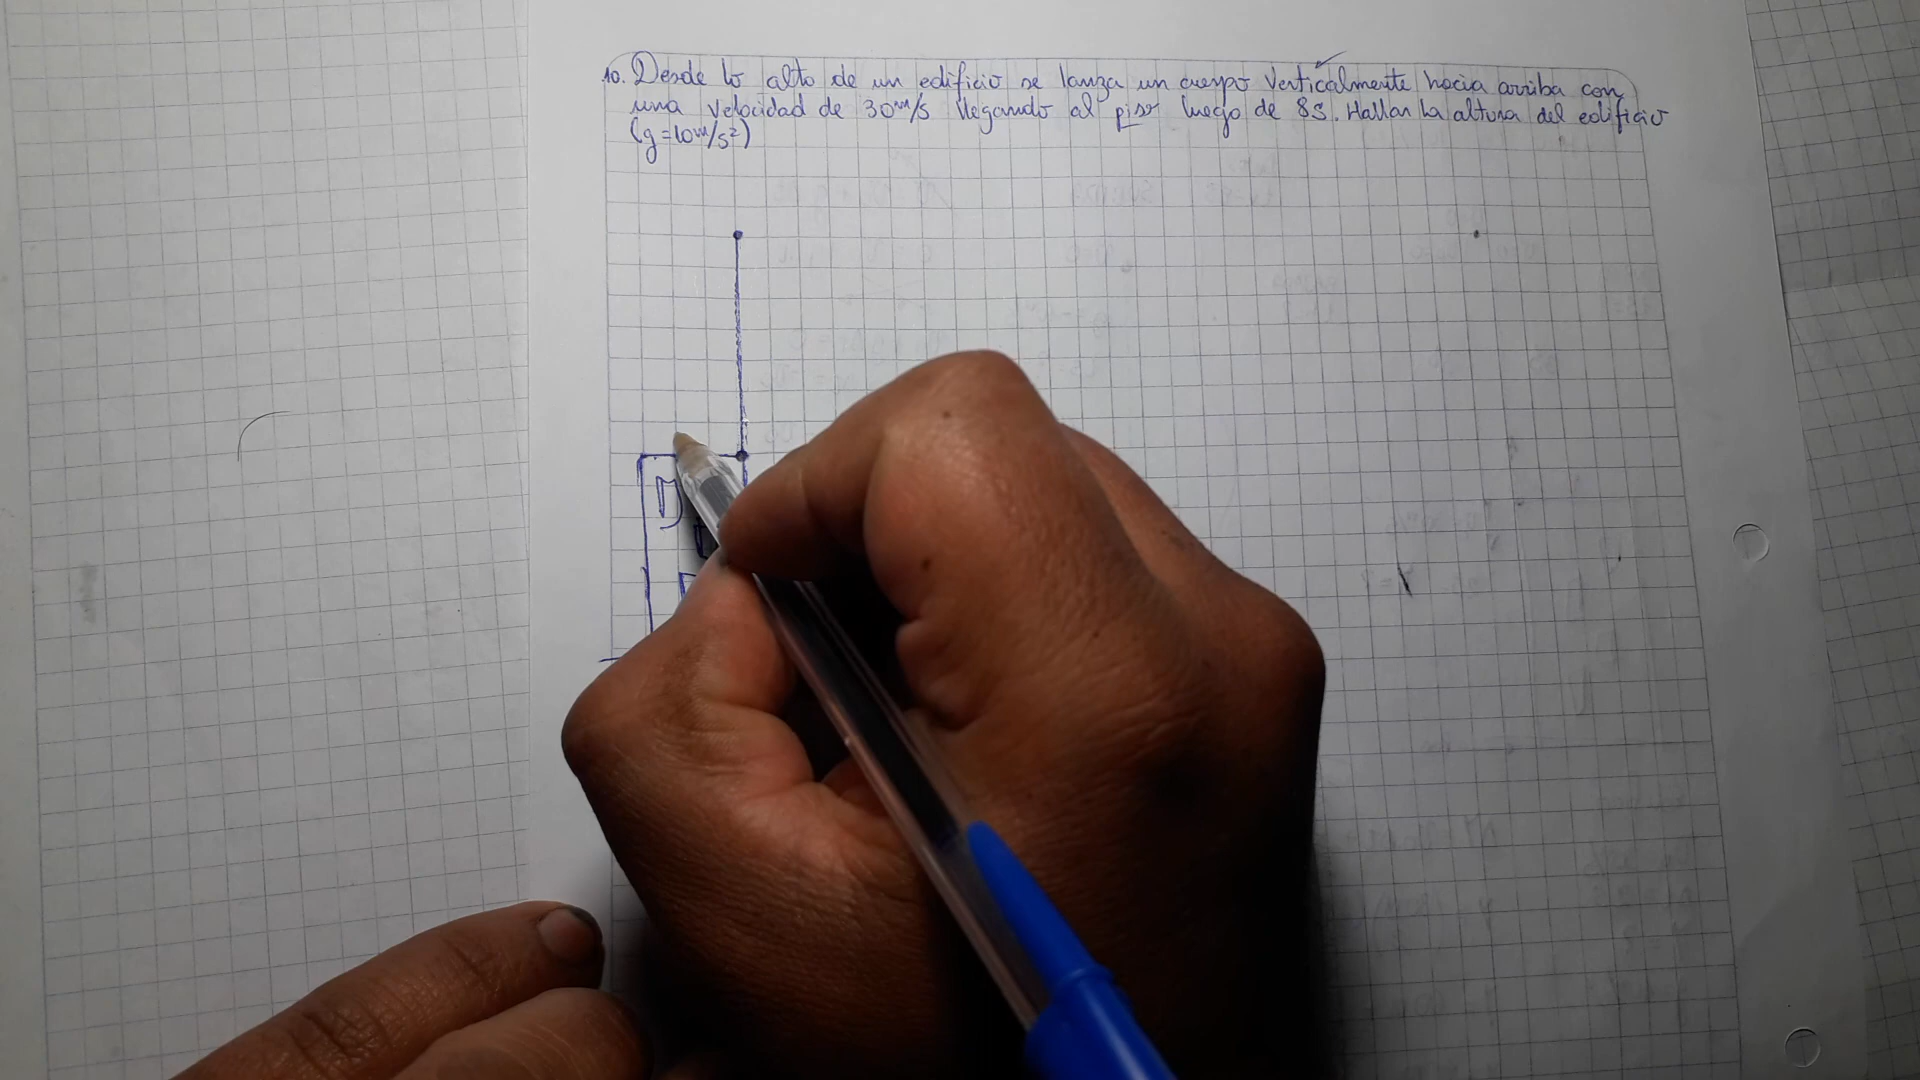 10. Desde lo alto de un edificio se lanza un cuerpo verticalmente hacia arriba con
una velocidad de 30m/s llegando al piso luego de 8s. Hallar la altura del edificio
(g=10m/s²)